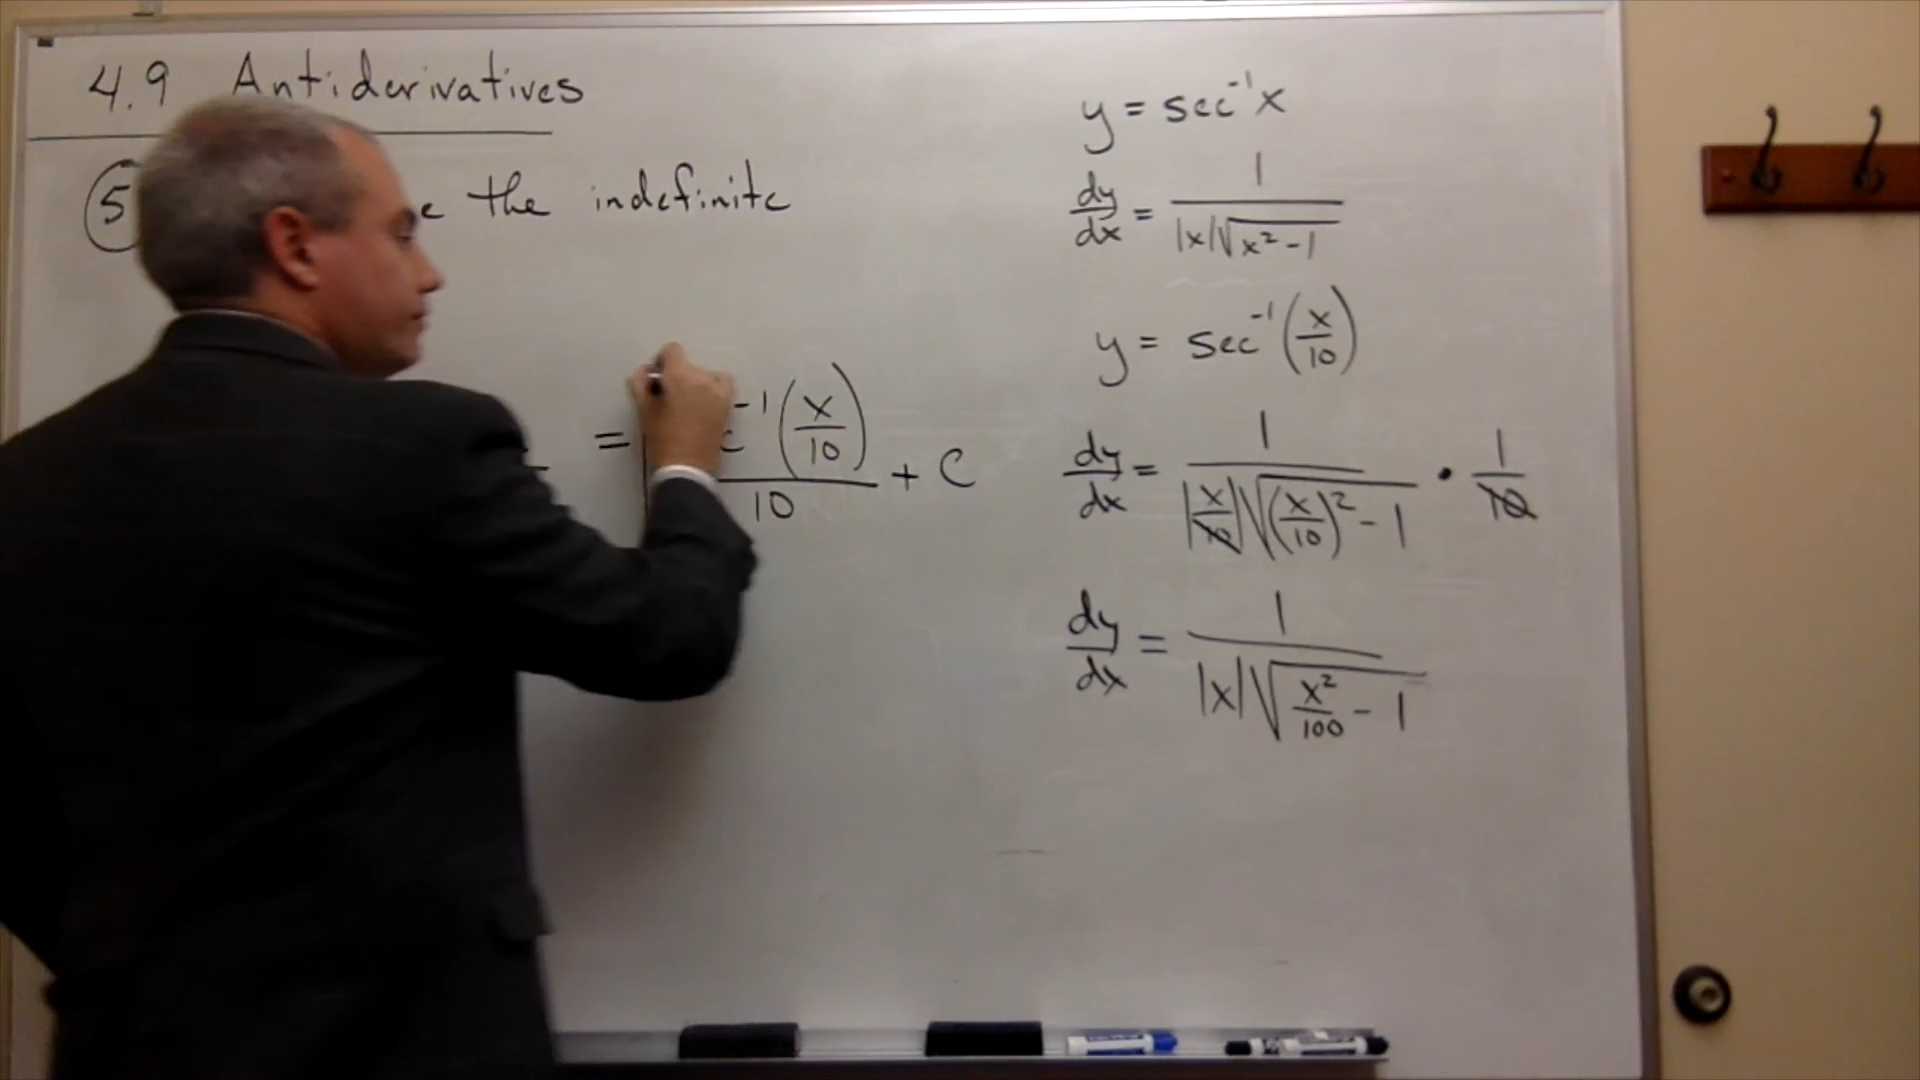 4.9 Antiderivatives
5 the indefinite
= -1 (x/10) / 10 + C
y = sec⁻¹x
dy/dx = 1 / |x|√(x² - 1)
y = sec⁻¹(x/10)
dy/dx = 1 / |x/10|√((x/10)² - 1) · 1/10
dy/dx = 1 / |x|√(x²/100 - 1)